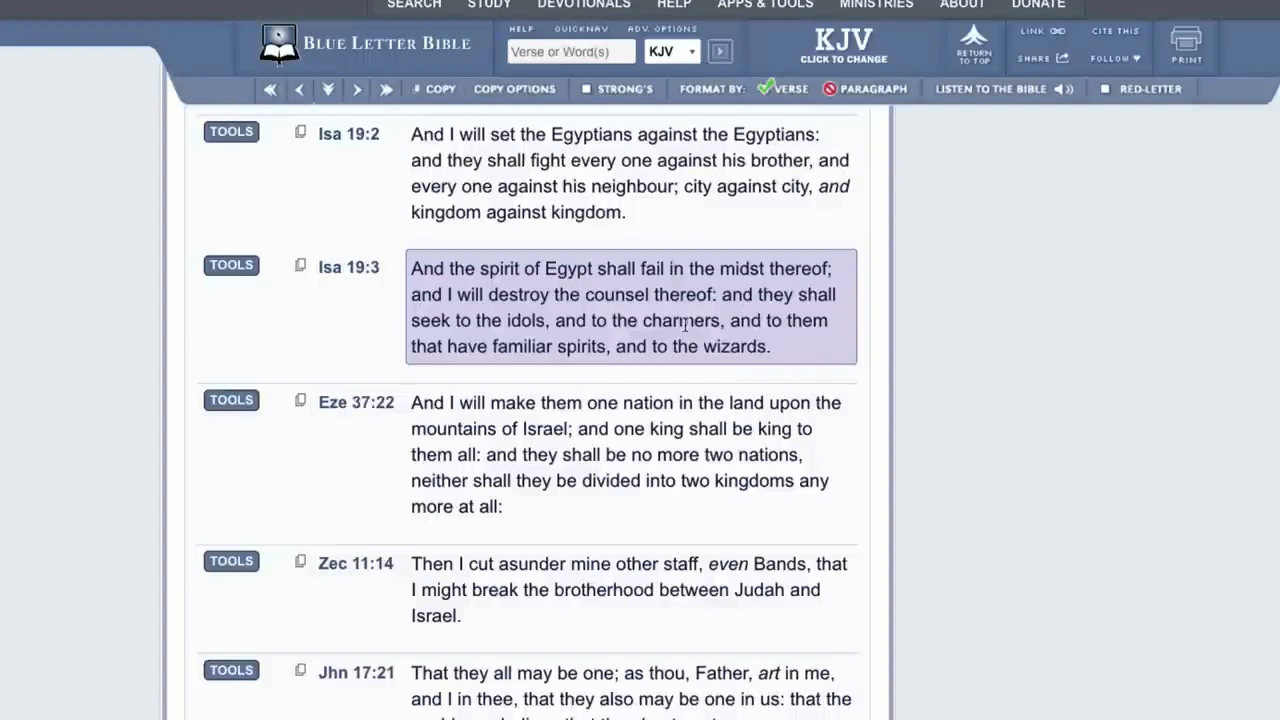 SEARCH STUDY DEVOTIONALS HELP APPS & TOOLS MINISTRIES ABOUT DONATE
BLUE LETTER BIBLE
HELP QUICKNAV ADV. OPTIONS
Verse or Word(s) KJV
KJV
CLICK TO CHANGE
RETURN
TO TOP
LINK CITE THIS
SHARE FOLLOW
PRINT
COPY COPY OPTIONS STRONG'S FORMAT BY: VERSE PARAGRAPH LISTEN TO THE BIBLE RED-LETTER
TOOLS Isa 19:2 And I will set the Egyptians against the Egyptians:
and they shall fight every one against his brother, and
every one against his neighbour; city against city, and
kingdom against kingdom.
TOOLS Isa 19:3 And the spirit of Egypt shall fail in the midst thereof;
and I will destroy the counsel thereof: and they shall
seek to the idols, and to the charmers, and to them
that have familiar spirits, and to the wizards.
TOOLS Eze 37:22 And I will make them one nation in the land upon the
mountains of Israel; and one king shall be king to
them all: and they shall be no more two nations,
neither shall they be divided into two kingdoms any
more at all:
TOOLS Zec 11:14 Then I cut asunder mine other staff, even Bands, that
I might break the brotherhood between Judah and
Israel.
TOOLS Jhn 17:21 That they all may be one; as thou, Father, art in me,
and I in thee, that they also may be one in us: that the